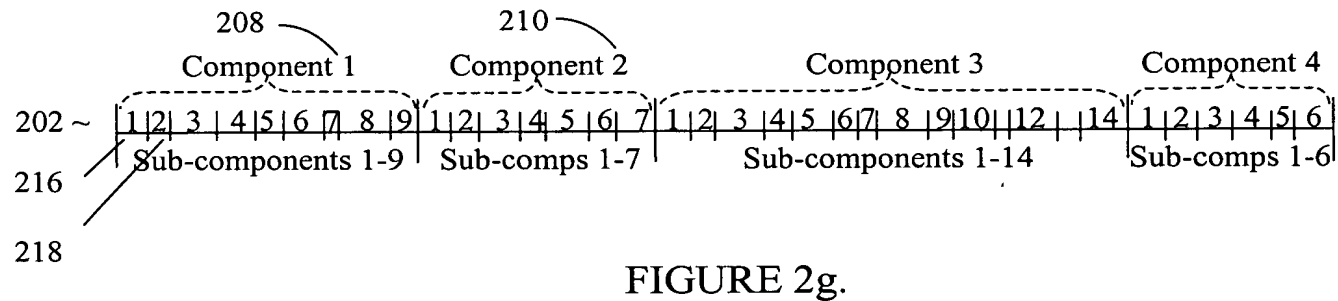 208 210
Component 1 Component 2 Component 3 Component 4
202 ~ 1 2 3 4 5 6 7 8 9 1 2 3 4 5 6 7 1 2 3 4 5 6 7 8 9 10 12 14 1 2 3 4 5 6
Sub-components 1-9 Sub-comps 1-7 Sub-components 1-14 Sub-comps 1-6
216
218
FIGURE 2g.